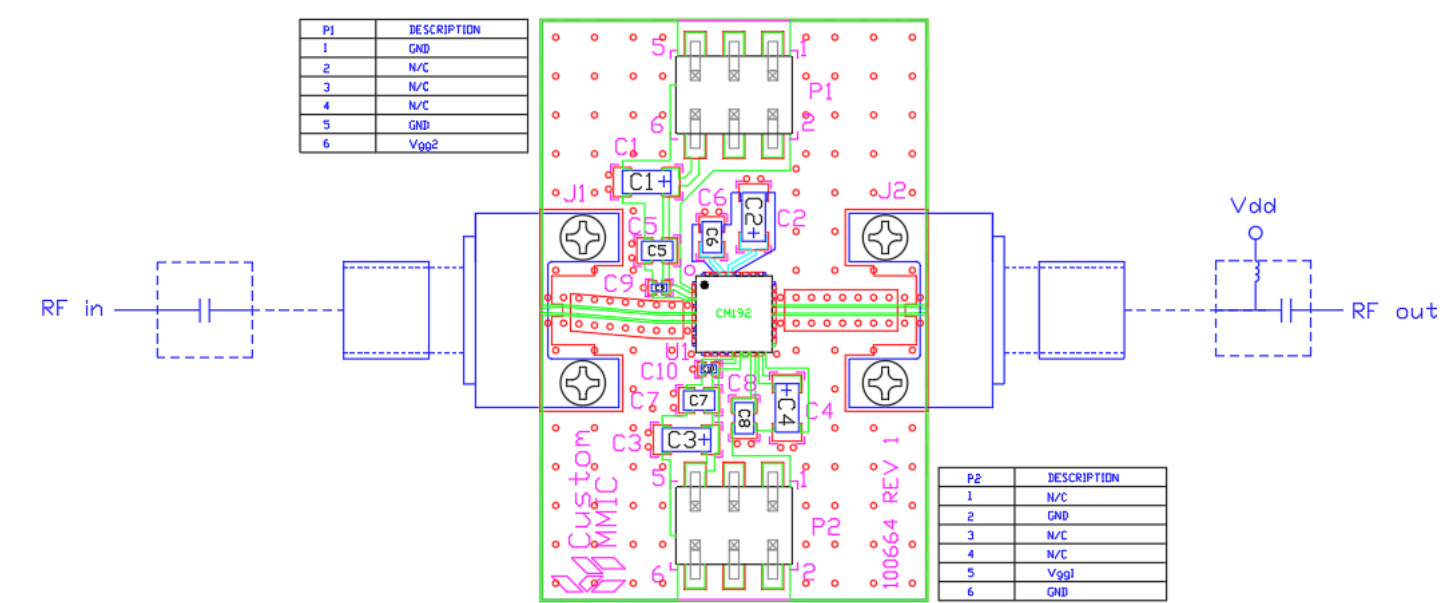 P1 DESCRIPTION
1 GND
2 N/C
3 N/C
4 N/C
5 GND
6 Vgg2
5 1
P1
6 2
C1
C1+
J1
J2
C6
C2
C2+
C6
C5
C5
C9
C9
Vdd
RF in
CM192
RF out
U1
C10
C10
C8
C7
C7
C8
C4+
C4
C3
C3+
Custom
MMIC
100664 REV 1
5 1
P2
6 2
P2 DESCRIPTION
1 N/C
2 GND
3 N/C
4 N/C
5 Vgg1
6 GND